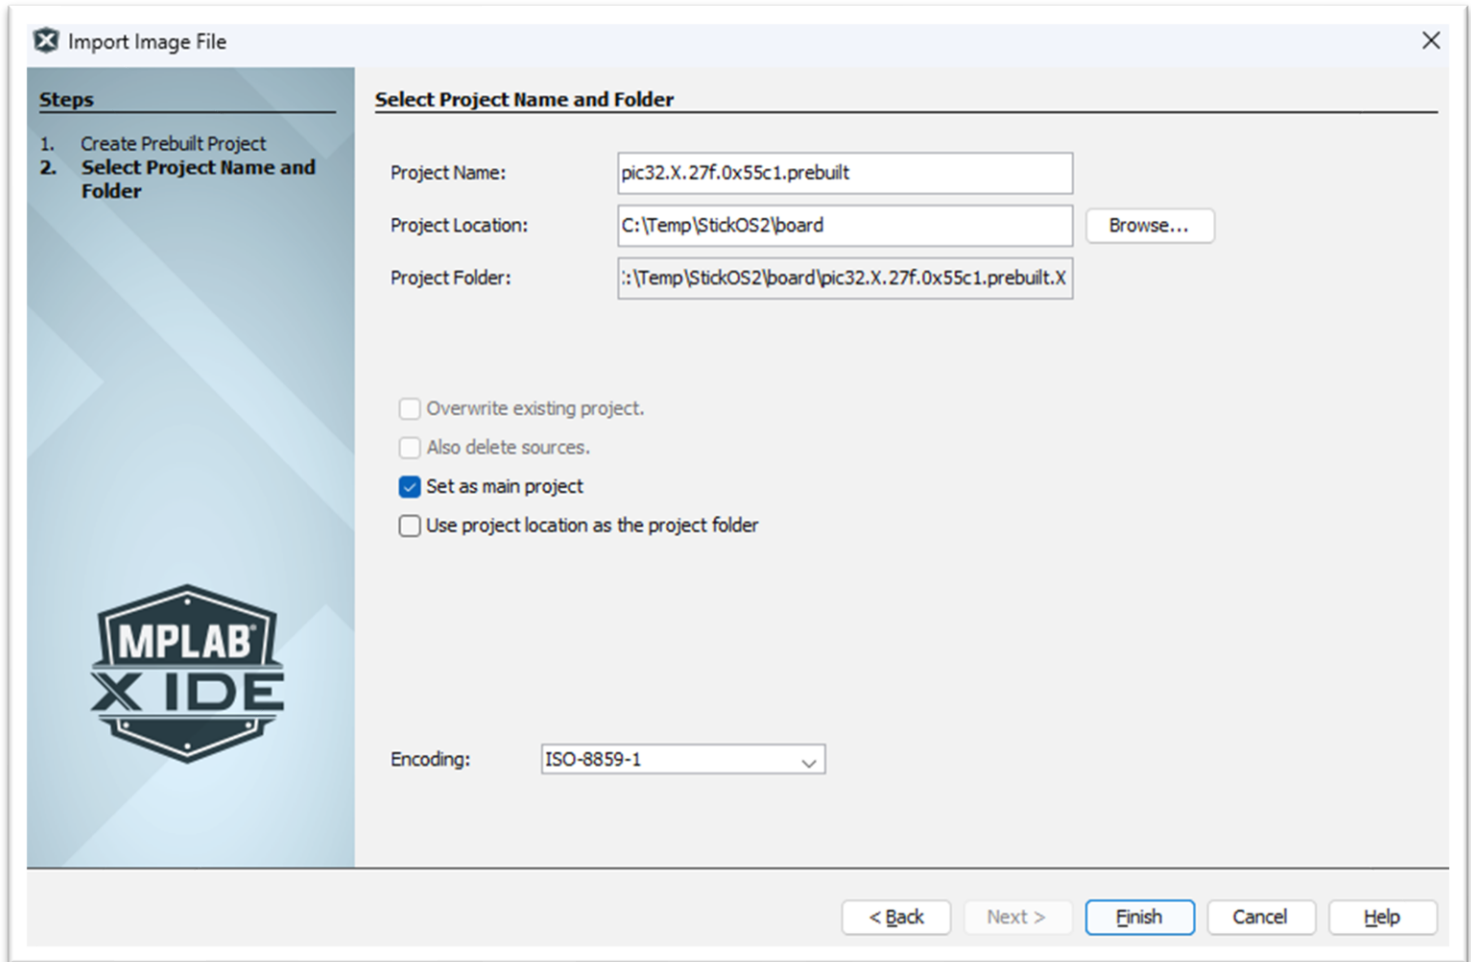 Import Image File
Steps
1. Create Prebuilt Project
2. Select Project Name and
Folder
MPLAB®
X IDE
Select Project Name and Folder
Project Name: pic32.X.27f.0x55c1.prebuilt
Project Location: C:\Temp\StickOS2\board Browse...
Project Folder: :\Temp\StickOS2\board\pic32.X.27f.0x55c1.prebuilt.X
Overwrite existing project.
Also delete sources.
Set as main project
Use project location as the project folder
Encoding: ISO-8859-1
< Back Next > Finish Cancel Help